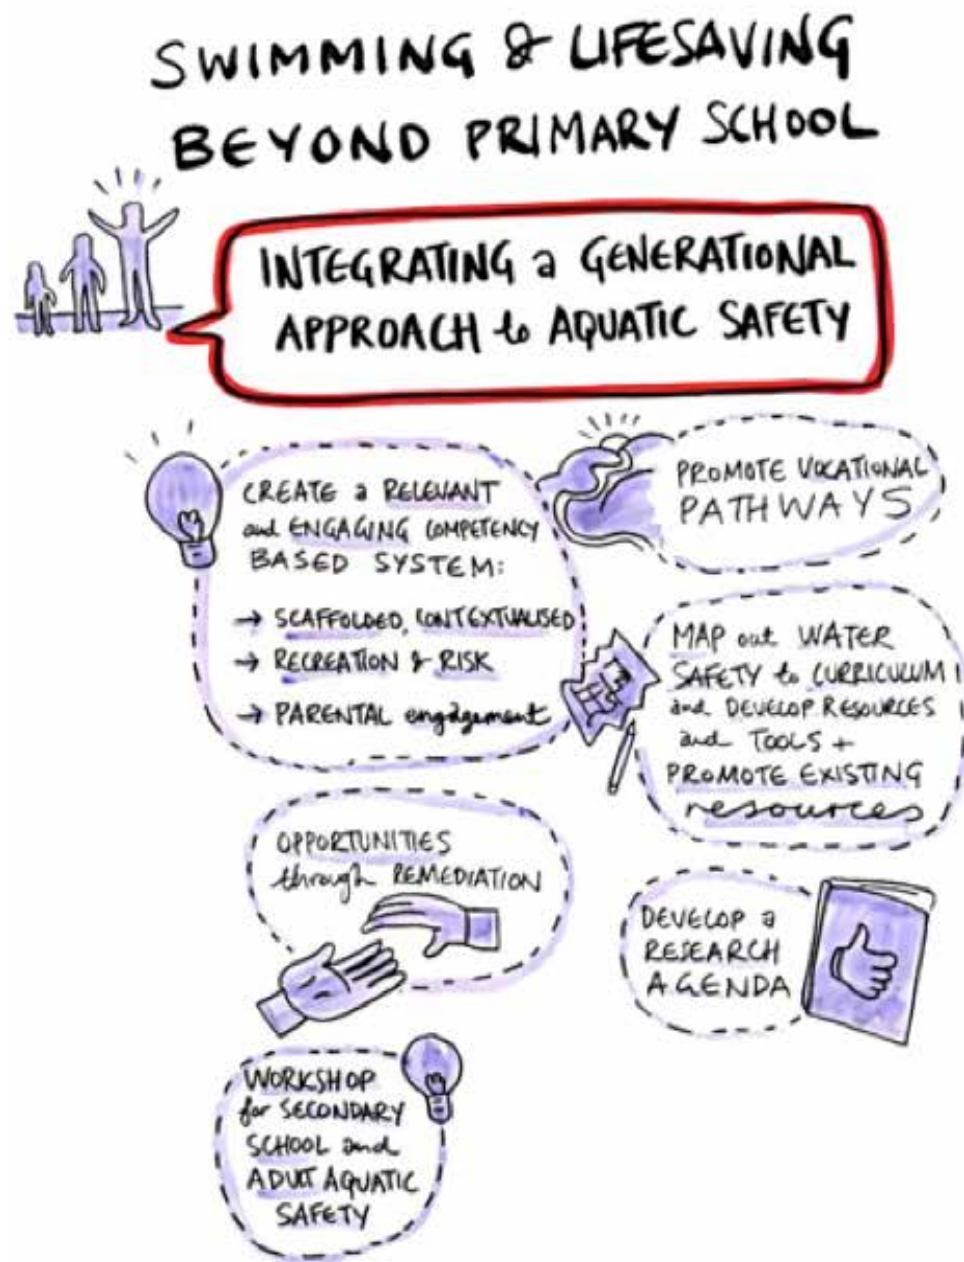 SWIMMING & LIFESAVING
BEYOND PRIMARY SCHOOL
INTEGRATING a GENERATIONAL
APPROACH to AQUATIC SAFETY
CREATE a RELEVANT
and ENGAGING COMPETENCY
BASED SYSTEM:
→ SCAFFOLDED, CONTEXTUALISED
→ RECREATION & RISK
→ PARENTAL engagement
PROMOTE VOCATIONAL
PATHWAYS
MAP out WATER
SAFETY to CURRICULUM
and DEVELOP RESOURCES
and TOOLS +
PROMOTE EXISTING
resources
OPPORTUNITIES
through REMEDIATION
DEVELOP a
RESEARCH
AGENDA
WORKSHOP
for SECONDARY
SCHOOL and
ADULT AQUATIC
SAFETY